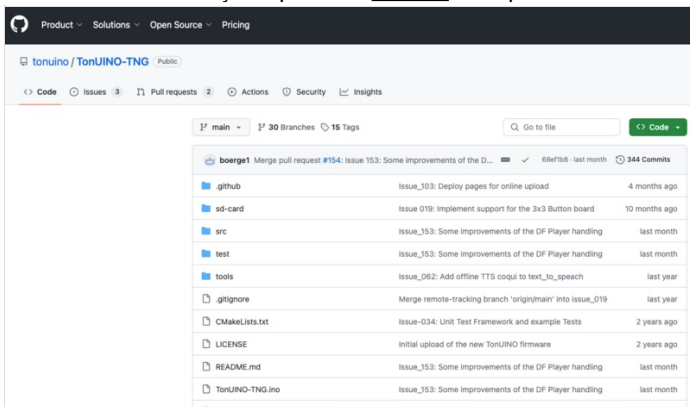 Product Solutions Open Source Pricing
tonuino / TonUINO-TNG Public
Code Issues 3 Pull requests 2 Actions Security Insights
main 30 Branches 15 Tags Go to file Code
boerge1 Merge pull request #154: Issue 153: Some improvements of the D... 68ef1b8 · last month 344 Commits
.github Issue_103: Deploy pages for online upload 4 months ago
sd-card Issue 019: Implement support for the 3x3 Button board 10 months ago
src Issue_153: Some improvements of the DF Player handling last month
test Issue_153: Some improvements of the DF Player handling last month
tools Issue_062: Add offline TTS coqui to text_to_speach last year
.gitignore Merge remote-tracking branch 'origin/main' into issue_019 last year
CMakeLists.txt Issue-034: Unit Test Framework and example Tests 2 years ago
LICENSE Initial upload of the new TonUINO firmware 2 years ago
README.md Issue_153: Some improvements of the DF Player handling last month
TonUINO-TNG.ino Issue_153: Some improvements of the DF Player handling last month